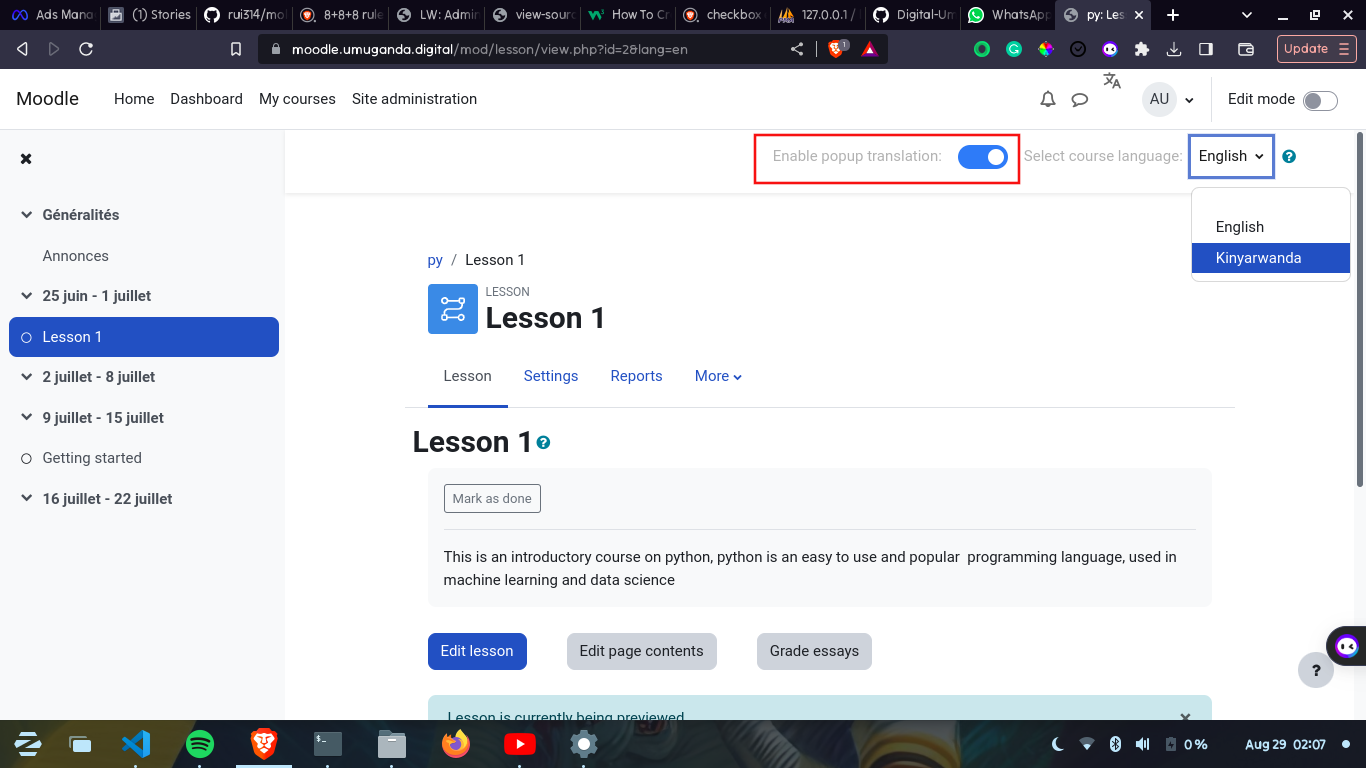 Ads Mana
(1) Stories
rui314/mol
8+8+8 rule
LW: Admin
view-sourc
How To Cr
checkbox
127.0.0.1 /
Digital-Um
WhatsApp
py: Les
moodle.umuganda.digital/mod/lesson/view.php?id=2&lang=en
1
Update
Moodle
Home
Dashboard
My courses
Site administration
AU
Edit mode
Enable popup translation:
Select course language:
English
English
Kinyarwanda
Généralités
Annonces
25 juin - 1 juillet
Lesson 1
2 juillet - 8 juillet
9 juillet - 15 juillet
Getting started
16 juillet - 22 juillet
py / Lesson 1
LESSON
Lesson 1
Lesson
Settings
Reports
More
Lesson 1
Mark as done
This is an introductory course on python, python is an easy to use and popular programming language, used in
machine learning and data science
Edit lesson
Edit page contents
Grade essays
Lesson is currently being previewed
?
0 %
Aug 29 02:07